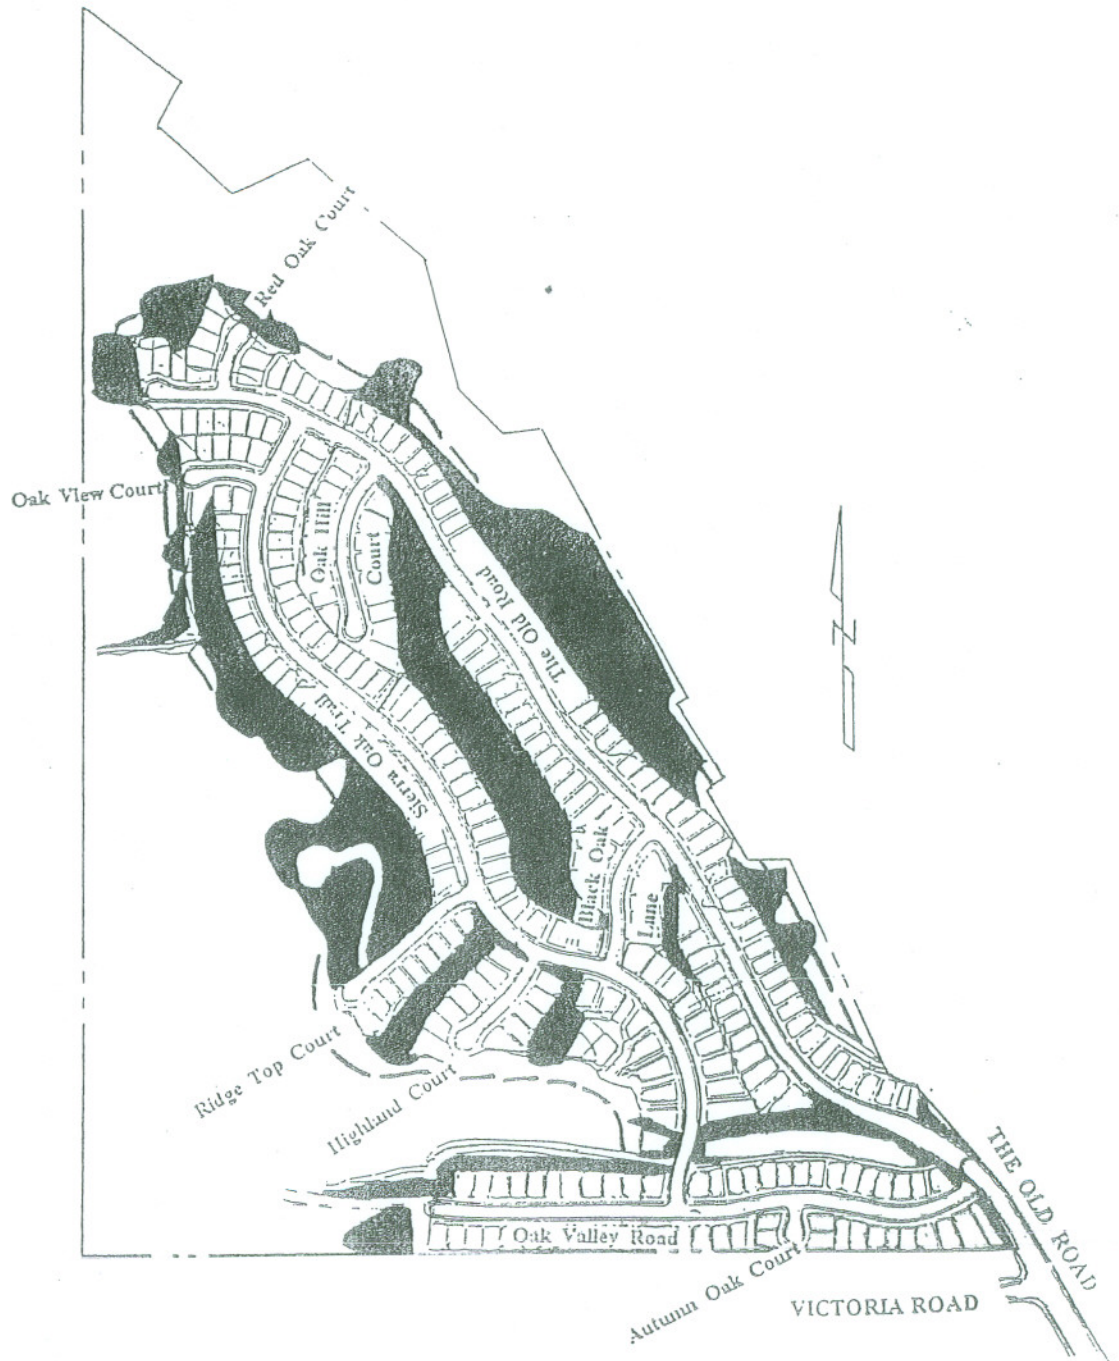 Red Oak Court
Oak View Court
Oak Hill
Court
The Old Road
Sierra Oak Trail
Black Oak
Lane
Ridge Top Court
Highland Court
THE OLD ROAD
Oak Valley Road
Autumn Oak Court
VICTORIA ROAD
N